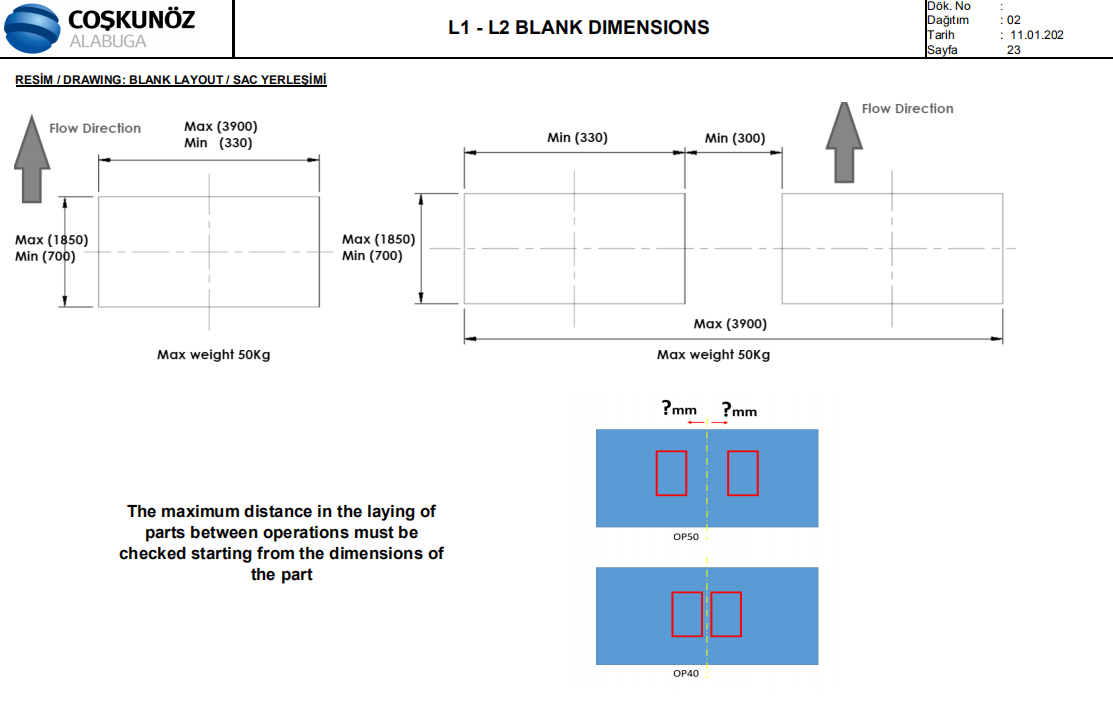 COŞKUNÖZ
ALABUGA
L1 - L2 BLANK DIMENSIONS
Dök. No :
Dağıtım : 02
Tarih : 11.01.202
Sayfa 23
RESİM / DRAWING: BLANK LAYOUT / SAC YERLEŞİMİ
Flow Direction
Max (3900)
Min (330)
Max (1850)
Min (700)
Max weight 50Kg
Min (330)
Min (300)
Flow Direction
Max (1850)
Min (700)
Max (3900)
Max weight 50Kg
?mm ?mm
OP50
The maximum distance in the laying of
parts between operations must be
checked starting from the dimensions of
the part
OP40